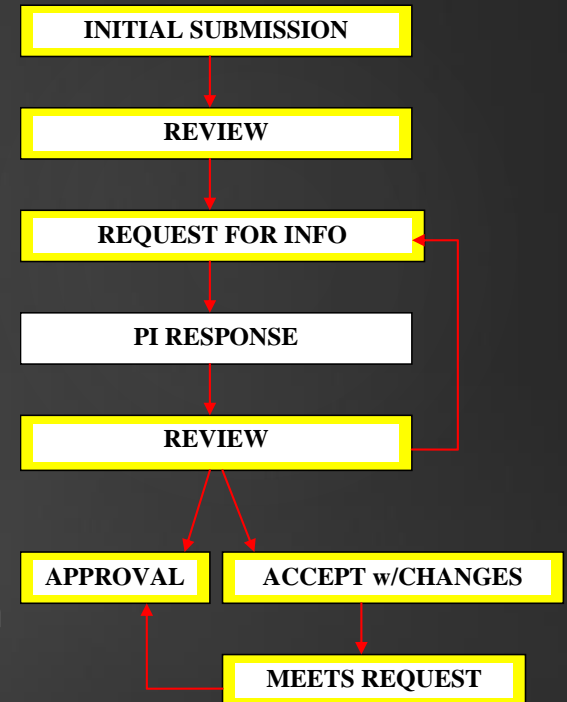 INITIAL SUBMISSION
REVIEW
REQUEST FOR INFO
PI RESPONSE
REVIEW
APPROVAL
ACCEPT w/CHANGES
MEETS REQUEST